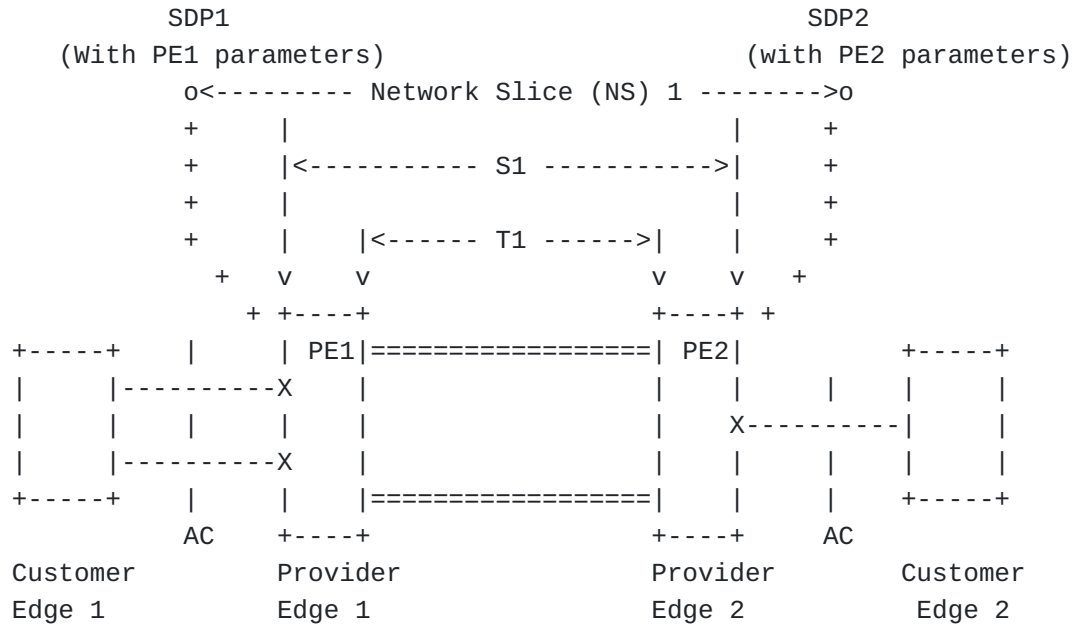 SDP1 SDP2
(With PE1 parameters) (with PE2 parameters)
o<--------- Network Slice (NS) 1 -------->o
+ | | +
+ |<----------- S1 ----------->| +
+ | | +
+ | |<------ T1 ------>| | +
+ v v v v +
+ +----+ +----+ +
+-----+ | | PE1|==================| PE2| +-----+
| |----------X | | | | | |
| | | | | | X----------| |
| |----------X | | | | | |
+-----+ | | |==================| | | +-----+
AC +----+ +----+ AC
Customer Provider Provider Customer
Edge 1 Edge 1 Edge 2 Edge 2